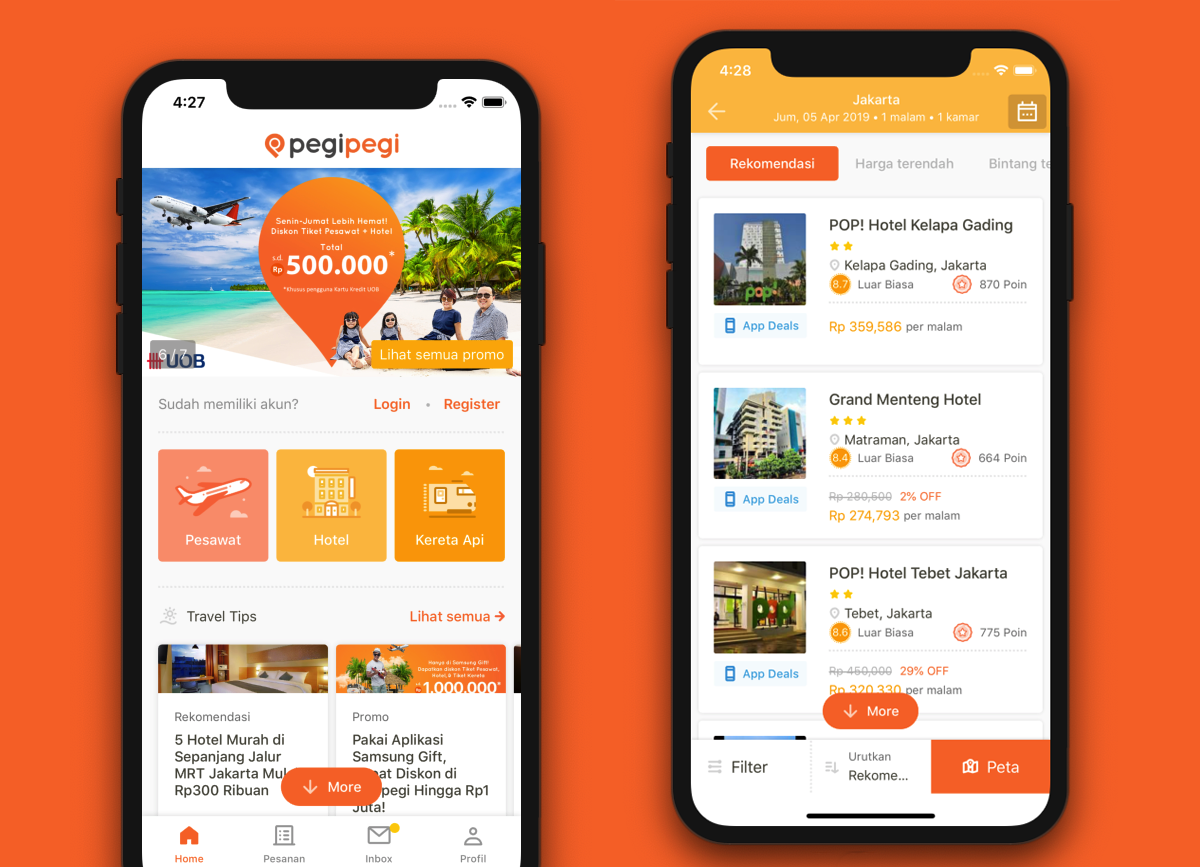 4:27
pegipegi
Senin-Jumat Lebih Hemat!
Diskon Tiket Pesawat + Hotel
Total
s.d.
Rp 500.000*
*Khusus pengguna Kartu Kredit UOB
6 / 7
UOB
Lihat semua promo
Sudah memiliki akun?
Login • Register
Pesawat
Hotel
Kereta Api
Travel Tips
Lihat semua
Rekomendasi
5 Hotel Murah di
Sepanjang Jalur
MRT Jakarta
Rp300 Ribuan
Hanya di Samsung Gift!
Dapatkan diskon Tiket Pesawat,
Hotel, & Tiket Kereta
1.000.000*
Promo
Pakai Aplikasi
Samsung Gift,
Diskon di
Hingga Rp1
Juta!
More
Home
Pesanan
Inbox
Profil
4:28
Jakarta
Jum, 05 Apr 2019 • 1 malam • 1 kamar
Rekomendasi
Harga terendah
Bintang te
POP! Hotel Kelapa Gading
Kelapa Gading, Jakarta
8.7 Luar Biasa
870 Poin
pop!
App Deals
Rp 359,586 per malam
Grand Menteng Hotel
Matraman, Jakarta
8.4 Luar Biasa
664 Poin
App Deals
Rp 280,500 2% OFF
Rp 274,793 per malam
POP! Hotel Tebet Jakarta
Tebet, Jakarta
8.6 Luar Biasa
775 Poin
App Deals
Rp 450,000 29% OFF
Rp 320,330 per malam
More
Filter
Urutkan
Rekome...
Peta